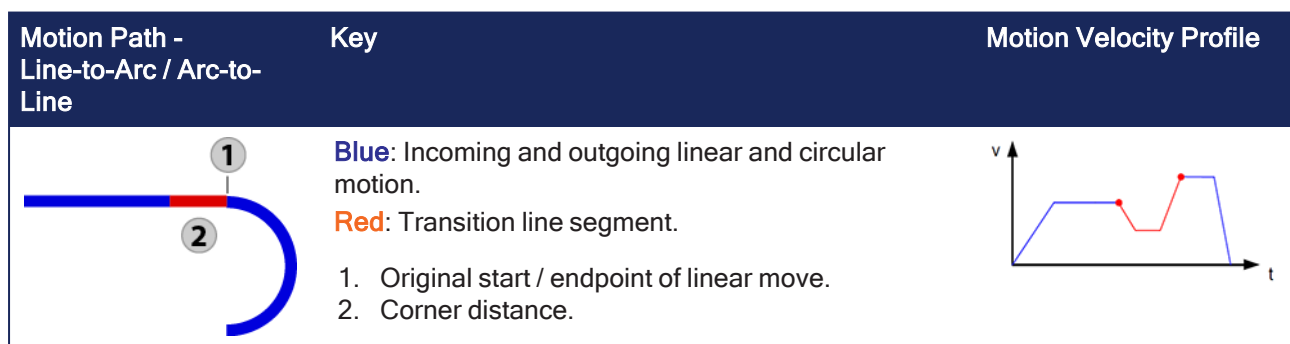 Motion Path -
Line-to-Arc / Arc-to-
Line
Key
Motion Velocity Profile
1
2
Blue: Incoming and outgoing linear and circular
motion.
Red: Transition line segment.
1. Original start / endpoint of linear move.
2. Corner distance.
v
t